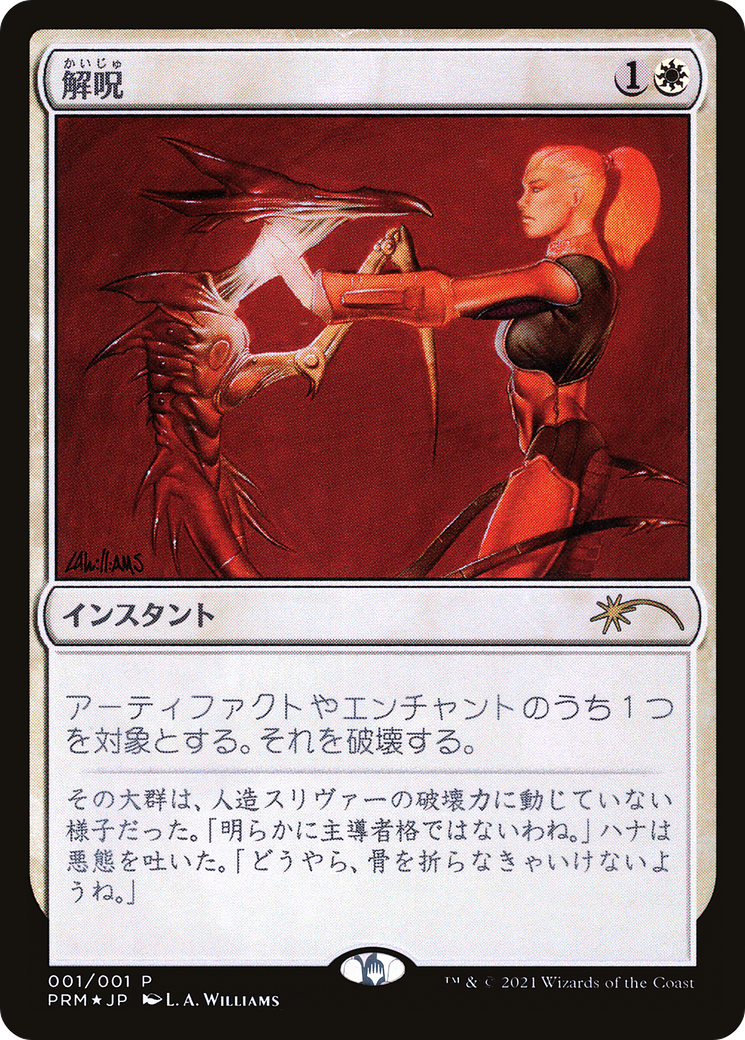 かいじゅ
解呪
1
LAWilliAMS
インスタント
アーティファクトやエンチャントのうち1つ
を対象とする。それを破壊する。
その大群は、人造スリヴァーの破壊力に動じていない
様子だった。「明らかに主導者格ではないわね。」ハナは
悪態を吐いた。「どうやら、骨を折らなきゃいけないよ
うね。」
001/001 P
PRM★JP L. A. WILLIAMS
™ & © 2021 Wizards of the Coast